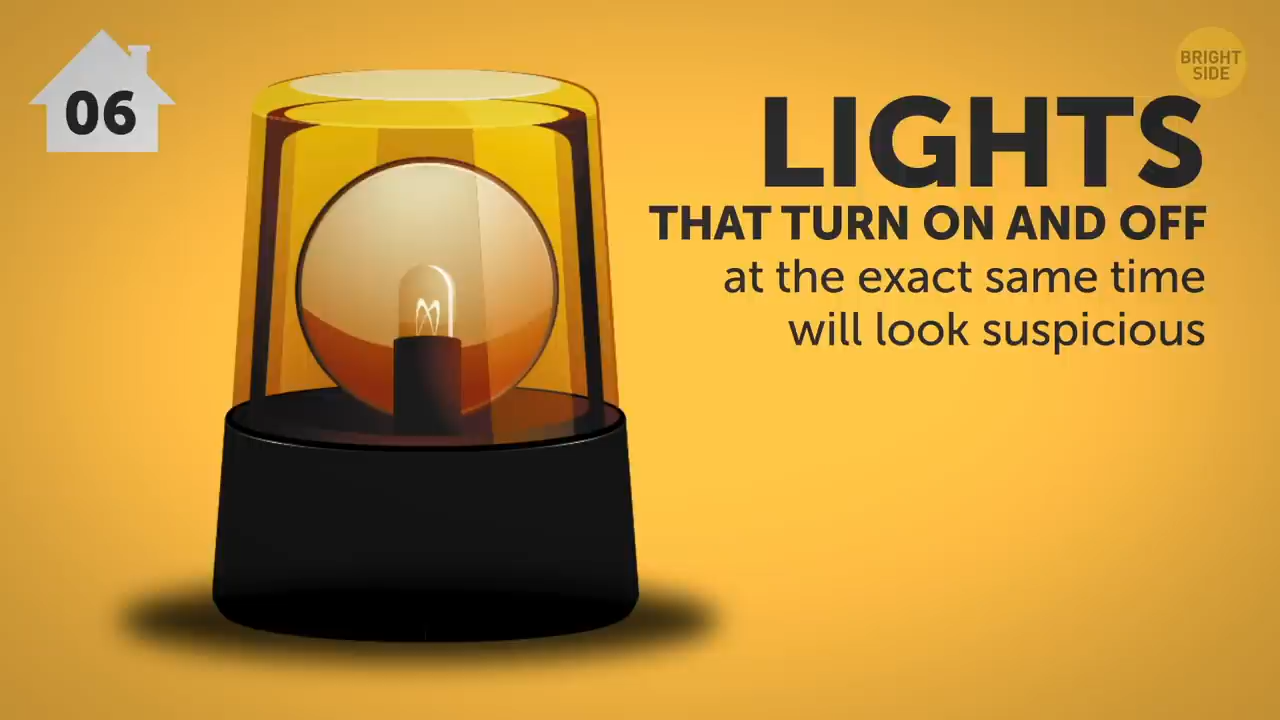 06
BRIGHT
SIDE
LIGHTS
THAT TURN ON AND OFF
at the exact same time
will look suspicious